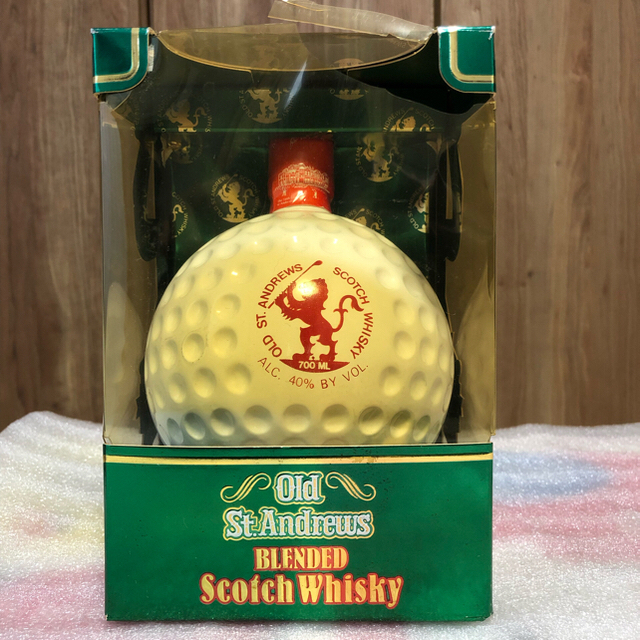 OLD ST. ANDREWS SCOTCH WHISKY
700 ML
ALC. 40% BY VOL.
Old
St. Andrews
BLENDED
Scotch Whisky